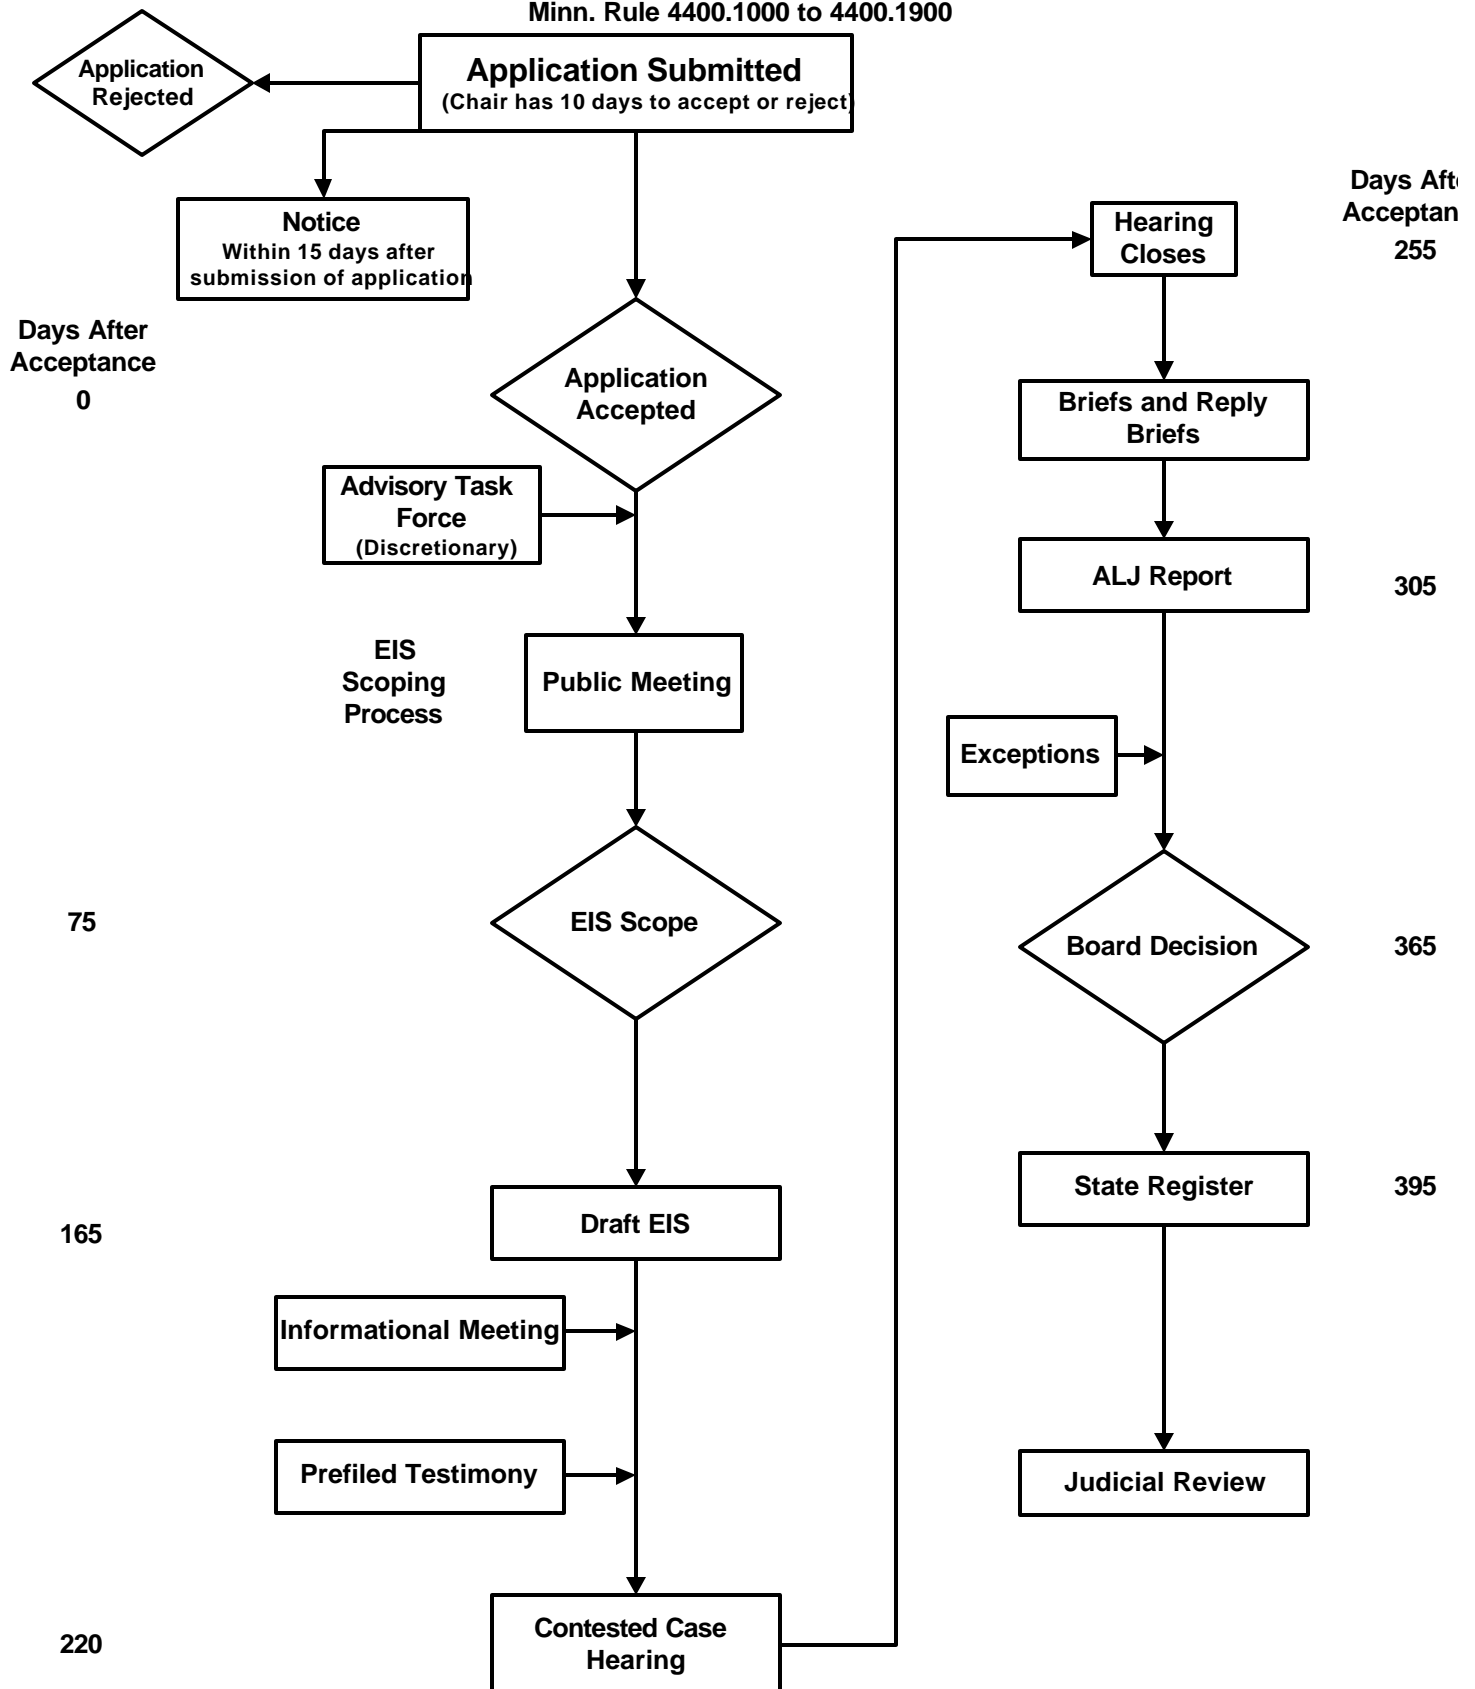 Minn. Rule 4400.1000 to 4400.1900
Application
Rejected
Application Submitted
(Chair has 10 days to accept or reject)
Notice
Within 15 days after
submission of application
Days After
Acceptance
0
Application
Accepted
Advisory Task
Force
(Discretionary)
EIS
Scoping
Process
Public Meeting
75
EIS Scope
165
Draft EIS
Informational Meeting
Prefiled Testimony
220
Contested Case
Hearing
Hearing
Closes
Days Afte
Acceptan
255
Briefs and Reply
Briefs
ALJ Report
305
Exceptions
Board Decision
365
State Register
395
Judicial Review